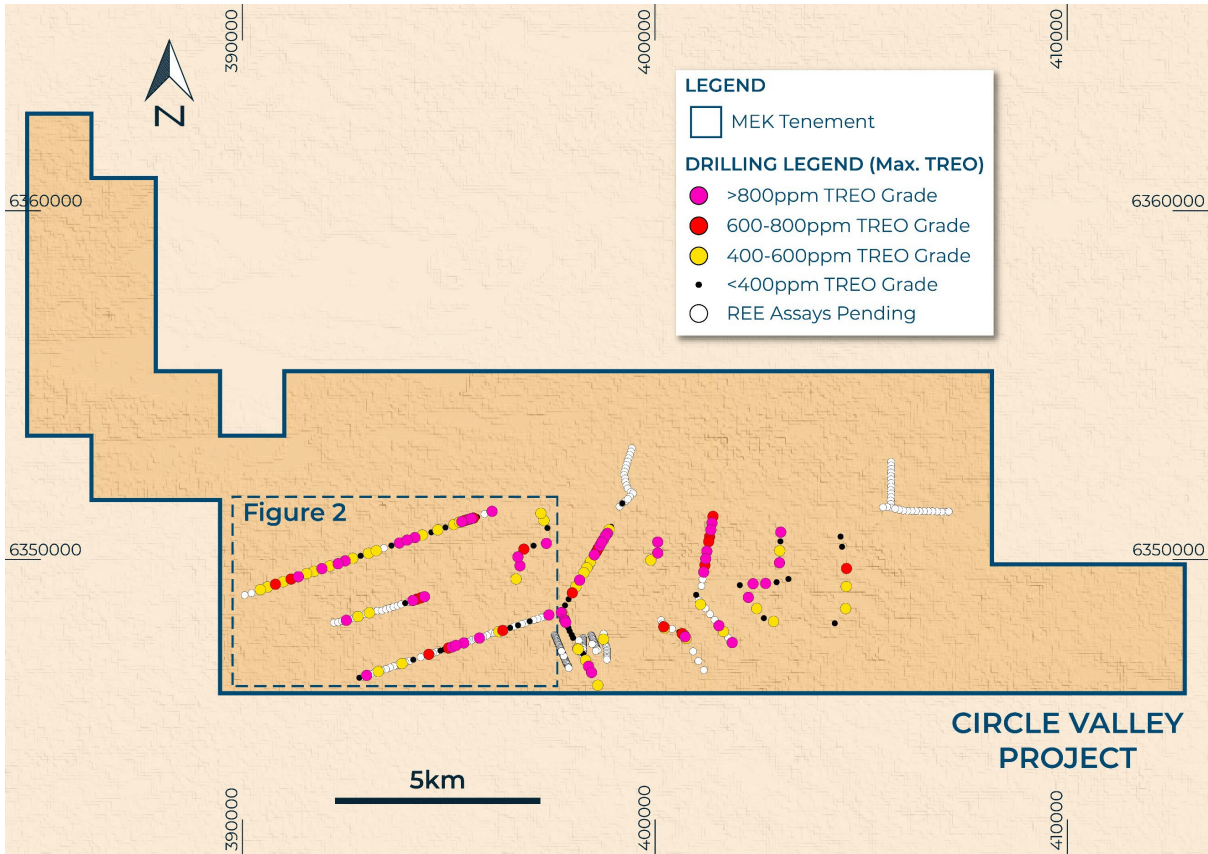 390000
400000
410000
N
LEGEND
MEK Tenement
DRILLING LEGEND (Max. TREO)
>800ppm TREO Grade
600-800ppm TREO Grade
400-600ppm TREO Grade
<400ppm TREO Grade
REE Assays Pending
6360000
6360000
Figure 2
6350000
6350000
CIRCLE VALLEY
PROJECT
5km
390000
400000
410000